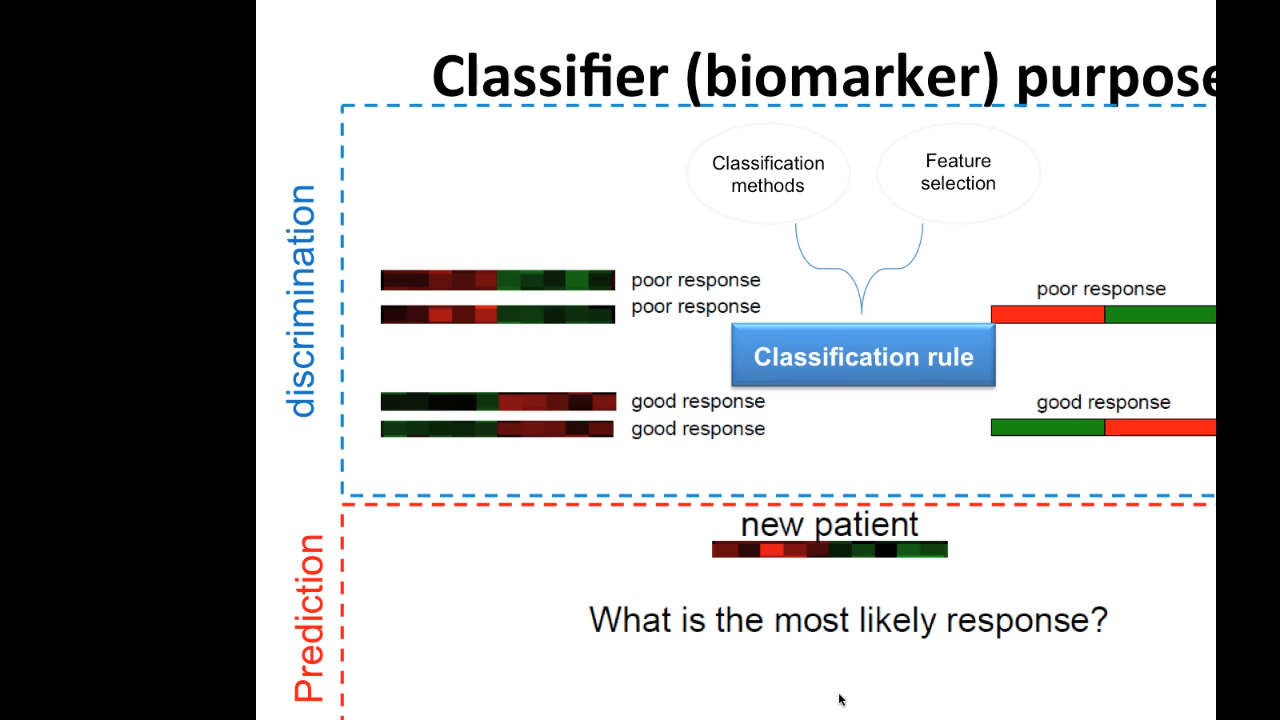 Classifier (biomarker) purpose
discrimination
Classification
methods
Feature
selection
poor response
poor response
poor response
Classification rule
good response
good response
good response
Prediction
new patient
What is the most likely response?